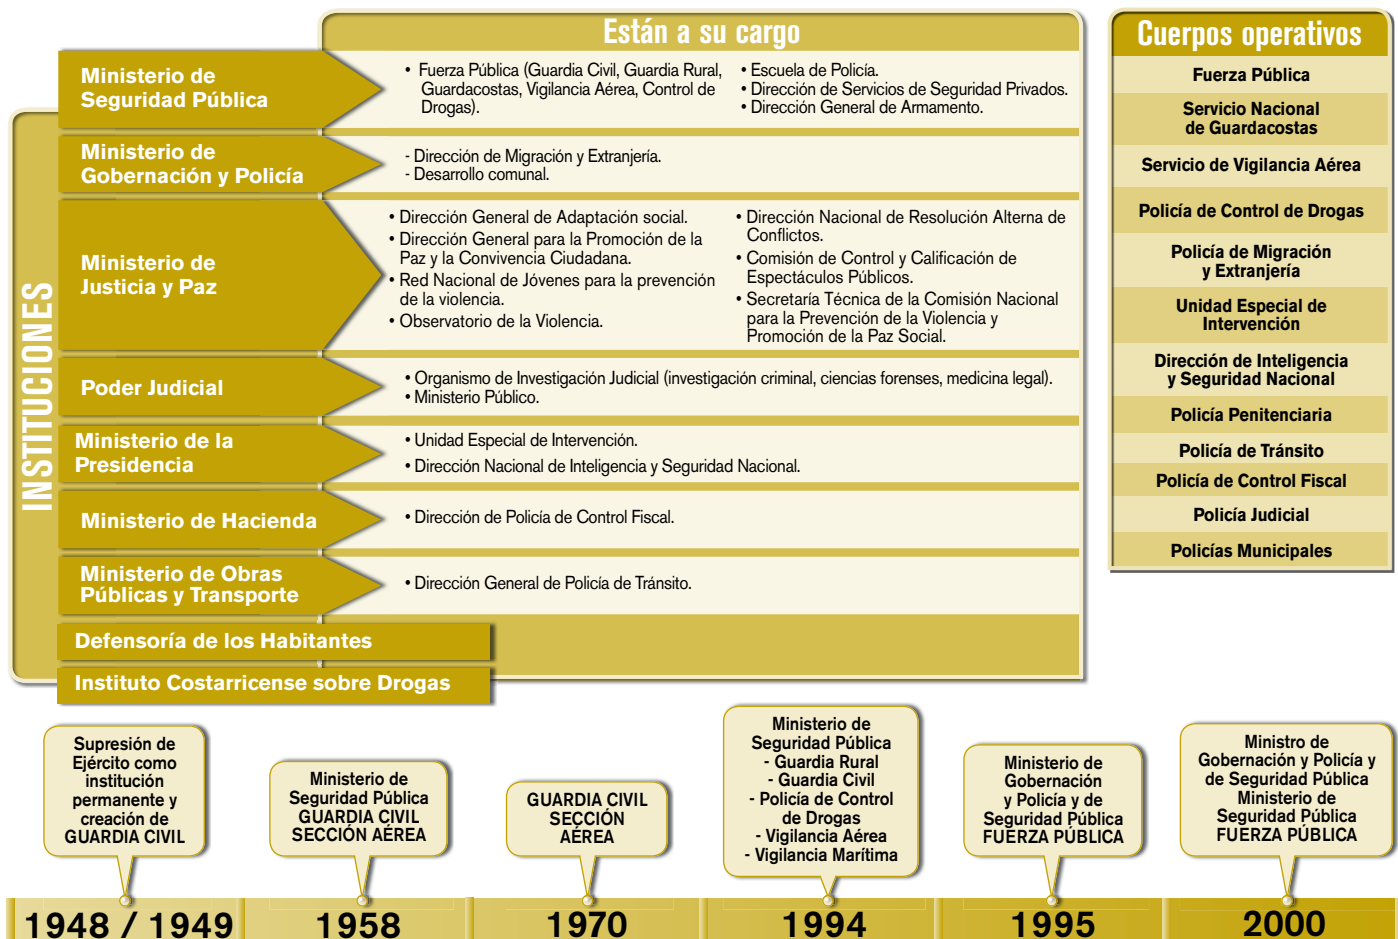 Están a su cargo
INSTITUCIONES
Ministerio de
Seguridad Pública
• Fuerza Pública (Guardia Civil, Guardia Rural,
Guardacostas, Vigilancia Aérea, Control de
Drogas).
• Escuela de Policía.
• Dirección de Servicios de Seguridad Privados.
• Dirección General de Armamento.
Ministerio de
Gobernación y Policía
- Dirección de Migración y Extranjería.
- Desarrollo comunal.
Ministerio de
Justicia y Paz
• Dirección General de Adaptación social.
• Dirección General para la Promoción de la
Paz y la Convivencia Ciudadana.
• Red Nacional de Jóvenes para la prevención
de la violencia.
• Observatorio de la Violencia.
• Dirección Nacional de Resolución Alterna de
Conflictos.
• Comisión de Control y Calificación de
Espectáculos Públicos.
• Secretaría Técnica de la Comisión Nacional
para la Prevención de la Violencia y
Promoción de la Paz Social.
Poder Judicial
• Organismo de Investigación Judicial (investigación criminal, ciencias forenses, medicina legal).
• Ministerio Público.
Ministerio de la
Presidencia
• Unidad Especial de Intervención.
• Dirección Nacional de Inteligencia y Seguridad Nacional.
Ministerio de Hacienda
• Dirección de Policía de Control Fiscal.
Ministerio de Obras
Públicas y Transporte
• Dirección General de Policía de Tránsito.
Defensoría de los Habitantes
Instituto Costarricense sobre Drogas
Cuerpos operativos
Fuerza Pública
Servicio Nacional
de Guardacostas
Servicio de Vigilancia Aérea
Policía de Control de Drogas
Policía de Migración
y Extranjería
Unidad Especial de
Intervención
Dirección de Inteligencia
y Seguridad Nacional
Policía Penitenciaria
Policía de Tránsito
Policía de Control Fiscal
Policía Judicial
Policías Municipales
Supresión de
Ejército como
institución
permanente y
creación de
GUARDIA CIVIL
1948 / 1949
Ministerio de
Seguridad Pública
GUARDIA CIVIL
SECCIÓN AÉREA
1958
GUARDIA CIVIL
SECCIÓN
AÉREA
1970
Ministerio de
Seguridad Pública
- Guardia Rural
- Guardia Civil
- Policía de Control
de Drogas
- Vigilancia Aérea
- Vigilancia Marítima
1994
Ministerio de
Gobernación
y Policía y de
Seguridad Pública
FUERZA PÚBLICA
1995
Ministro de
Gobernación y Policía y
de Seguridad Pública
Ministerio de
Seguridad Pública
FUERZA PÚBLICA
2000